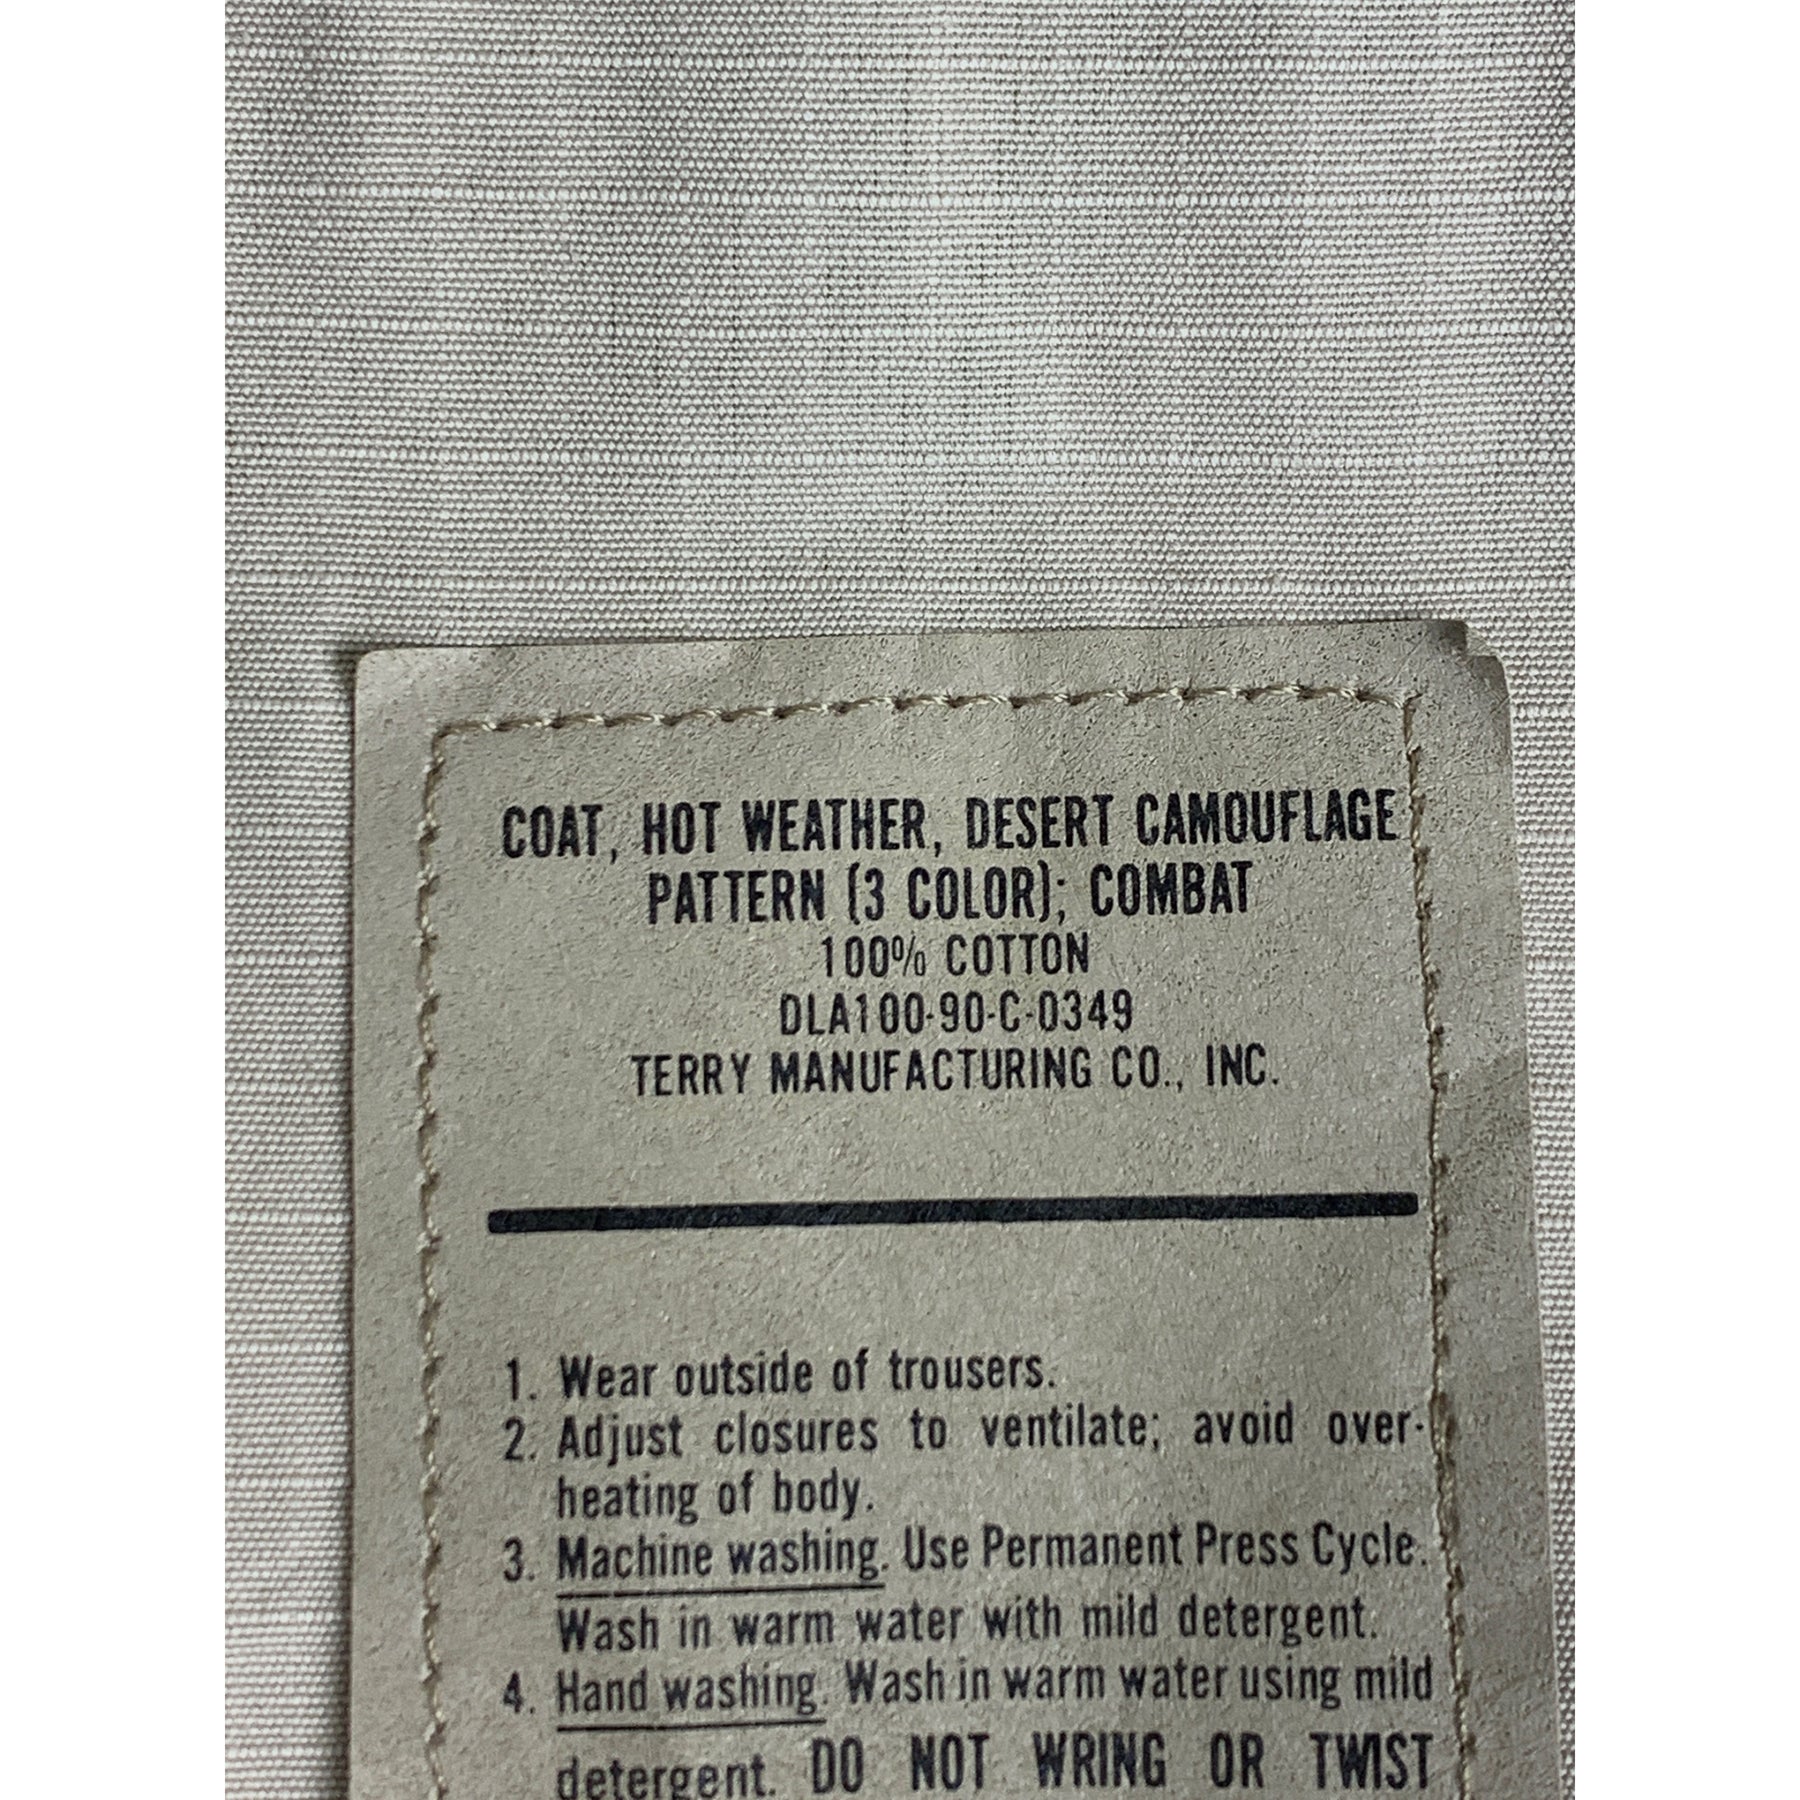 COAT, HOT WEATHER, DESERT CAMOUFLAGE
PATTERN (3 COLOR); COMBAT
100% COTTON
DLA100-90-C-0349
TERRY MANUFACTURING CO., INC.
1. Wear outside of trousers.
2. Adjust closures to ventilate; avoid over-
heating of body.
3. Machine washing. Use Permanent Press Cycle.
Wash in warm water with mild detergent.
4. Hand washing. Wash in warm water using mild
detergent. DO NOT WRING OR TWIST